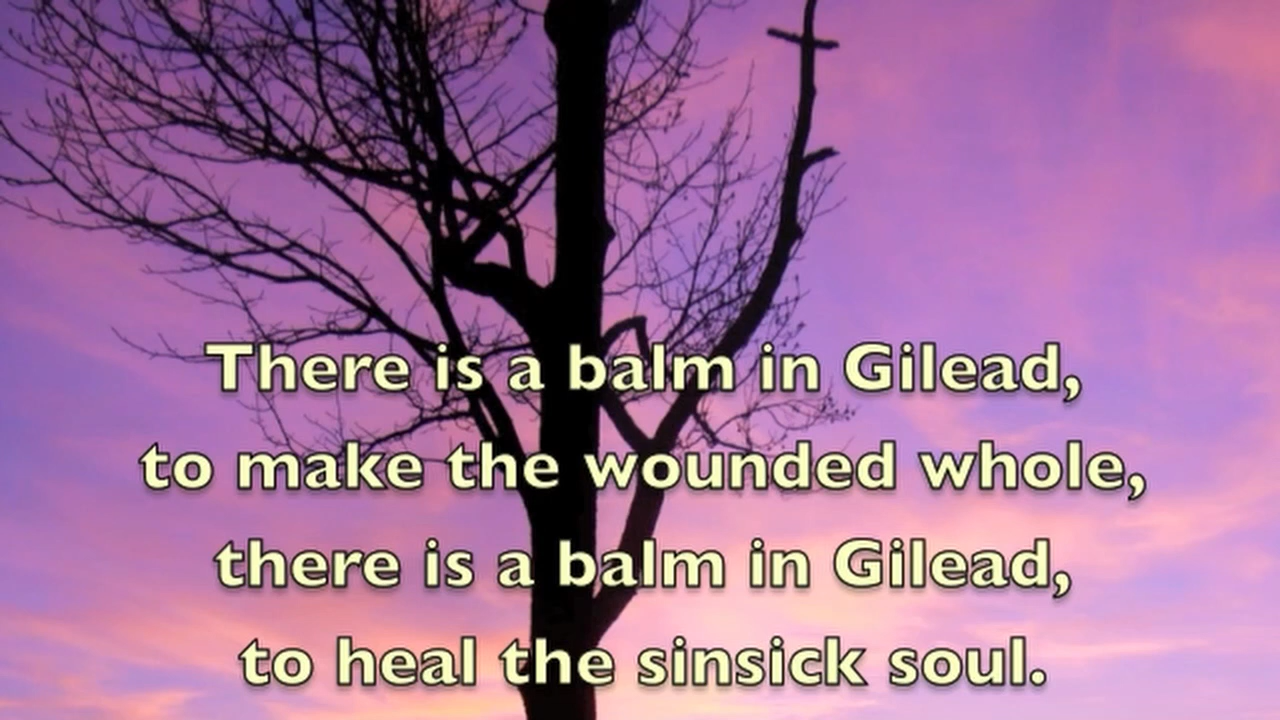 There is a balm in Gilead,
to make the wounded whole,
there is a balm in Gilead,
to heal the sinsick soul.